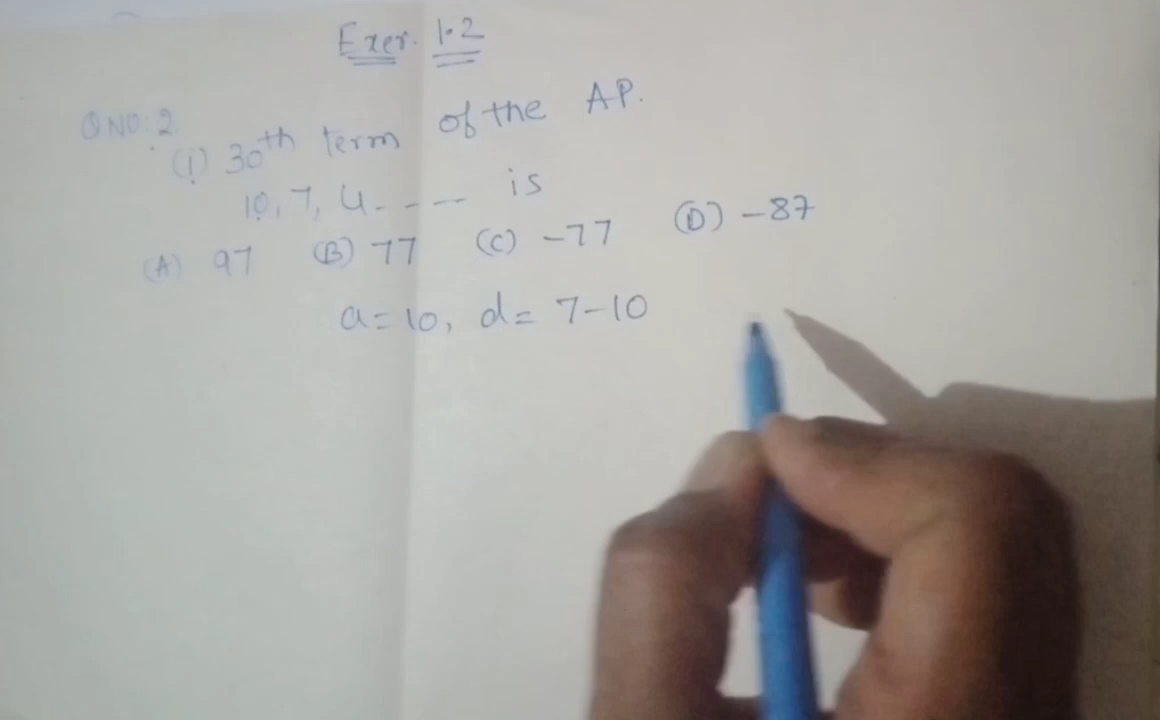 Exer. 1.2
Q NO. 2
(i) 30th term of the AP.
10, 7, 4 - - - - is
(A) 97 (B) 77 (C) -77 (D) -87
a = 10, d = 7-10